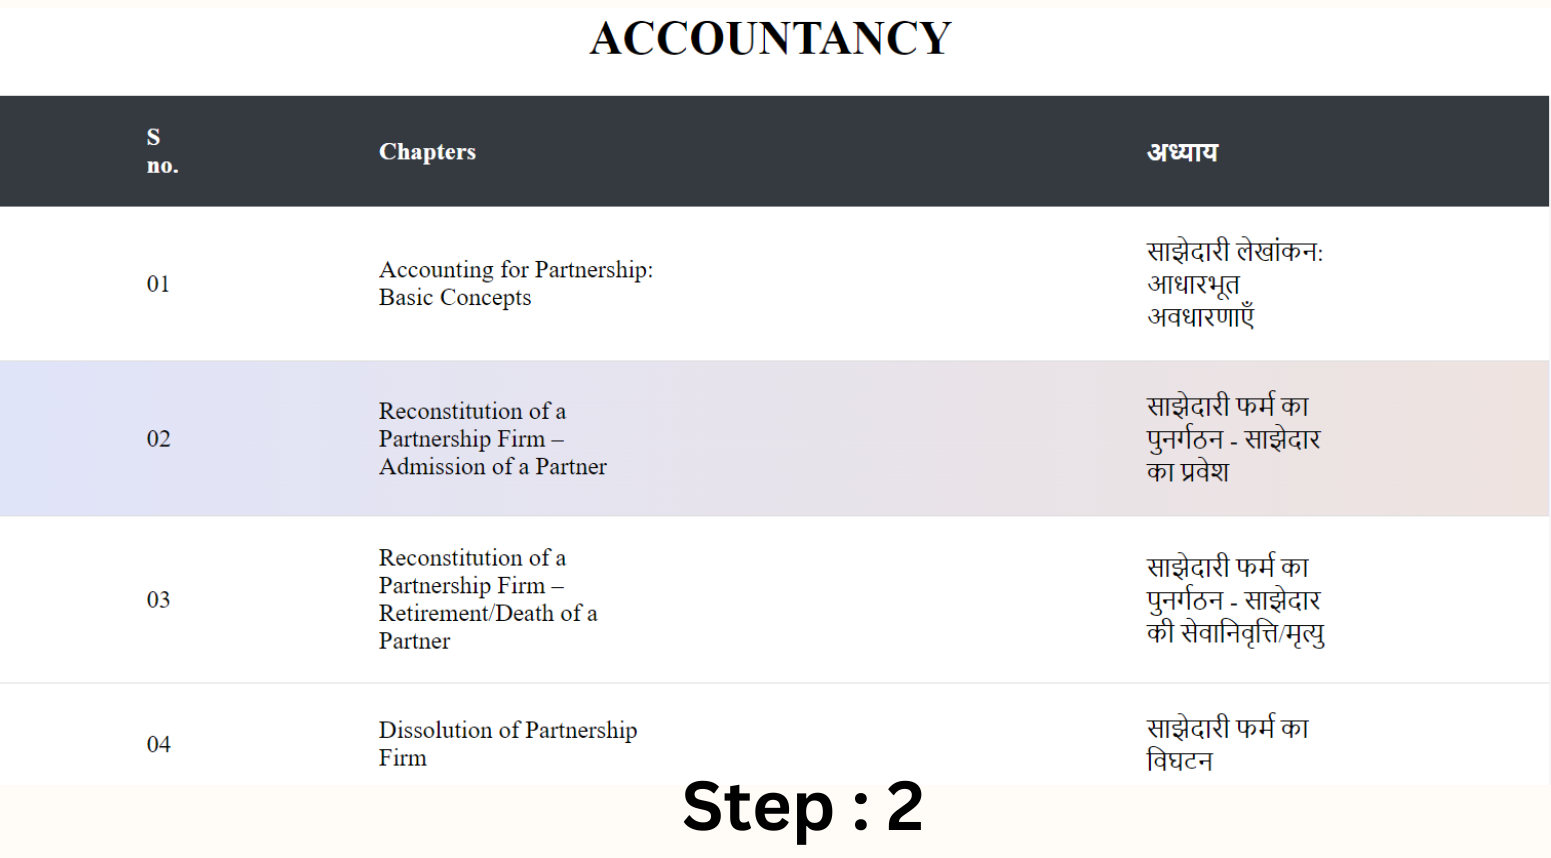 ACCOUNTANCY
S
no.
Chapters
अध्याय
01
Accounting for Partnership:
Basic Concepts
साझेदारी लेखांकन:
आधारभूत
अवधारणाएँ
02
Reconstitution of a
Partnership Firm –
Admission of a Partner
साझेदारी फर्म का
पुनर्गठन - साझेदार
का प्रवेश
03
Reconstitution of a
Partnership Firm –
Retirement/Death of a
Partner
साझेदारी फर्म का
पुनर्गठन - साझेदार
की सेवानिवृत्ति/मृत्यु
04
Dissolution of Partnership
Firm
साझेदारी फर्म का
विघटन
Step : 2